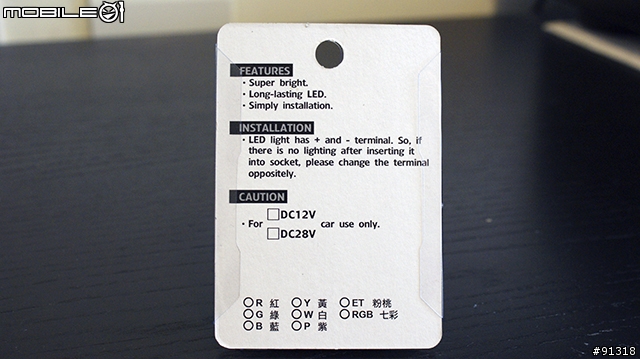 MOBILE01
FEATURES
· Super bright.
· Long-lasting LED.
· Simply installation.
INSTALLATION
· LED light has + and - terminal. So, if
there is no lighting after inserting it
into socket, please change the terminal
oppositely.
CAUTION
□DC12V
· For car use only.
□DC28V
○R 紅 ○Y 黃 ○ET 粉桃
○G 綠 ○W 白 ○RGB 七彩
○B 藍 ○P 紫
#91318